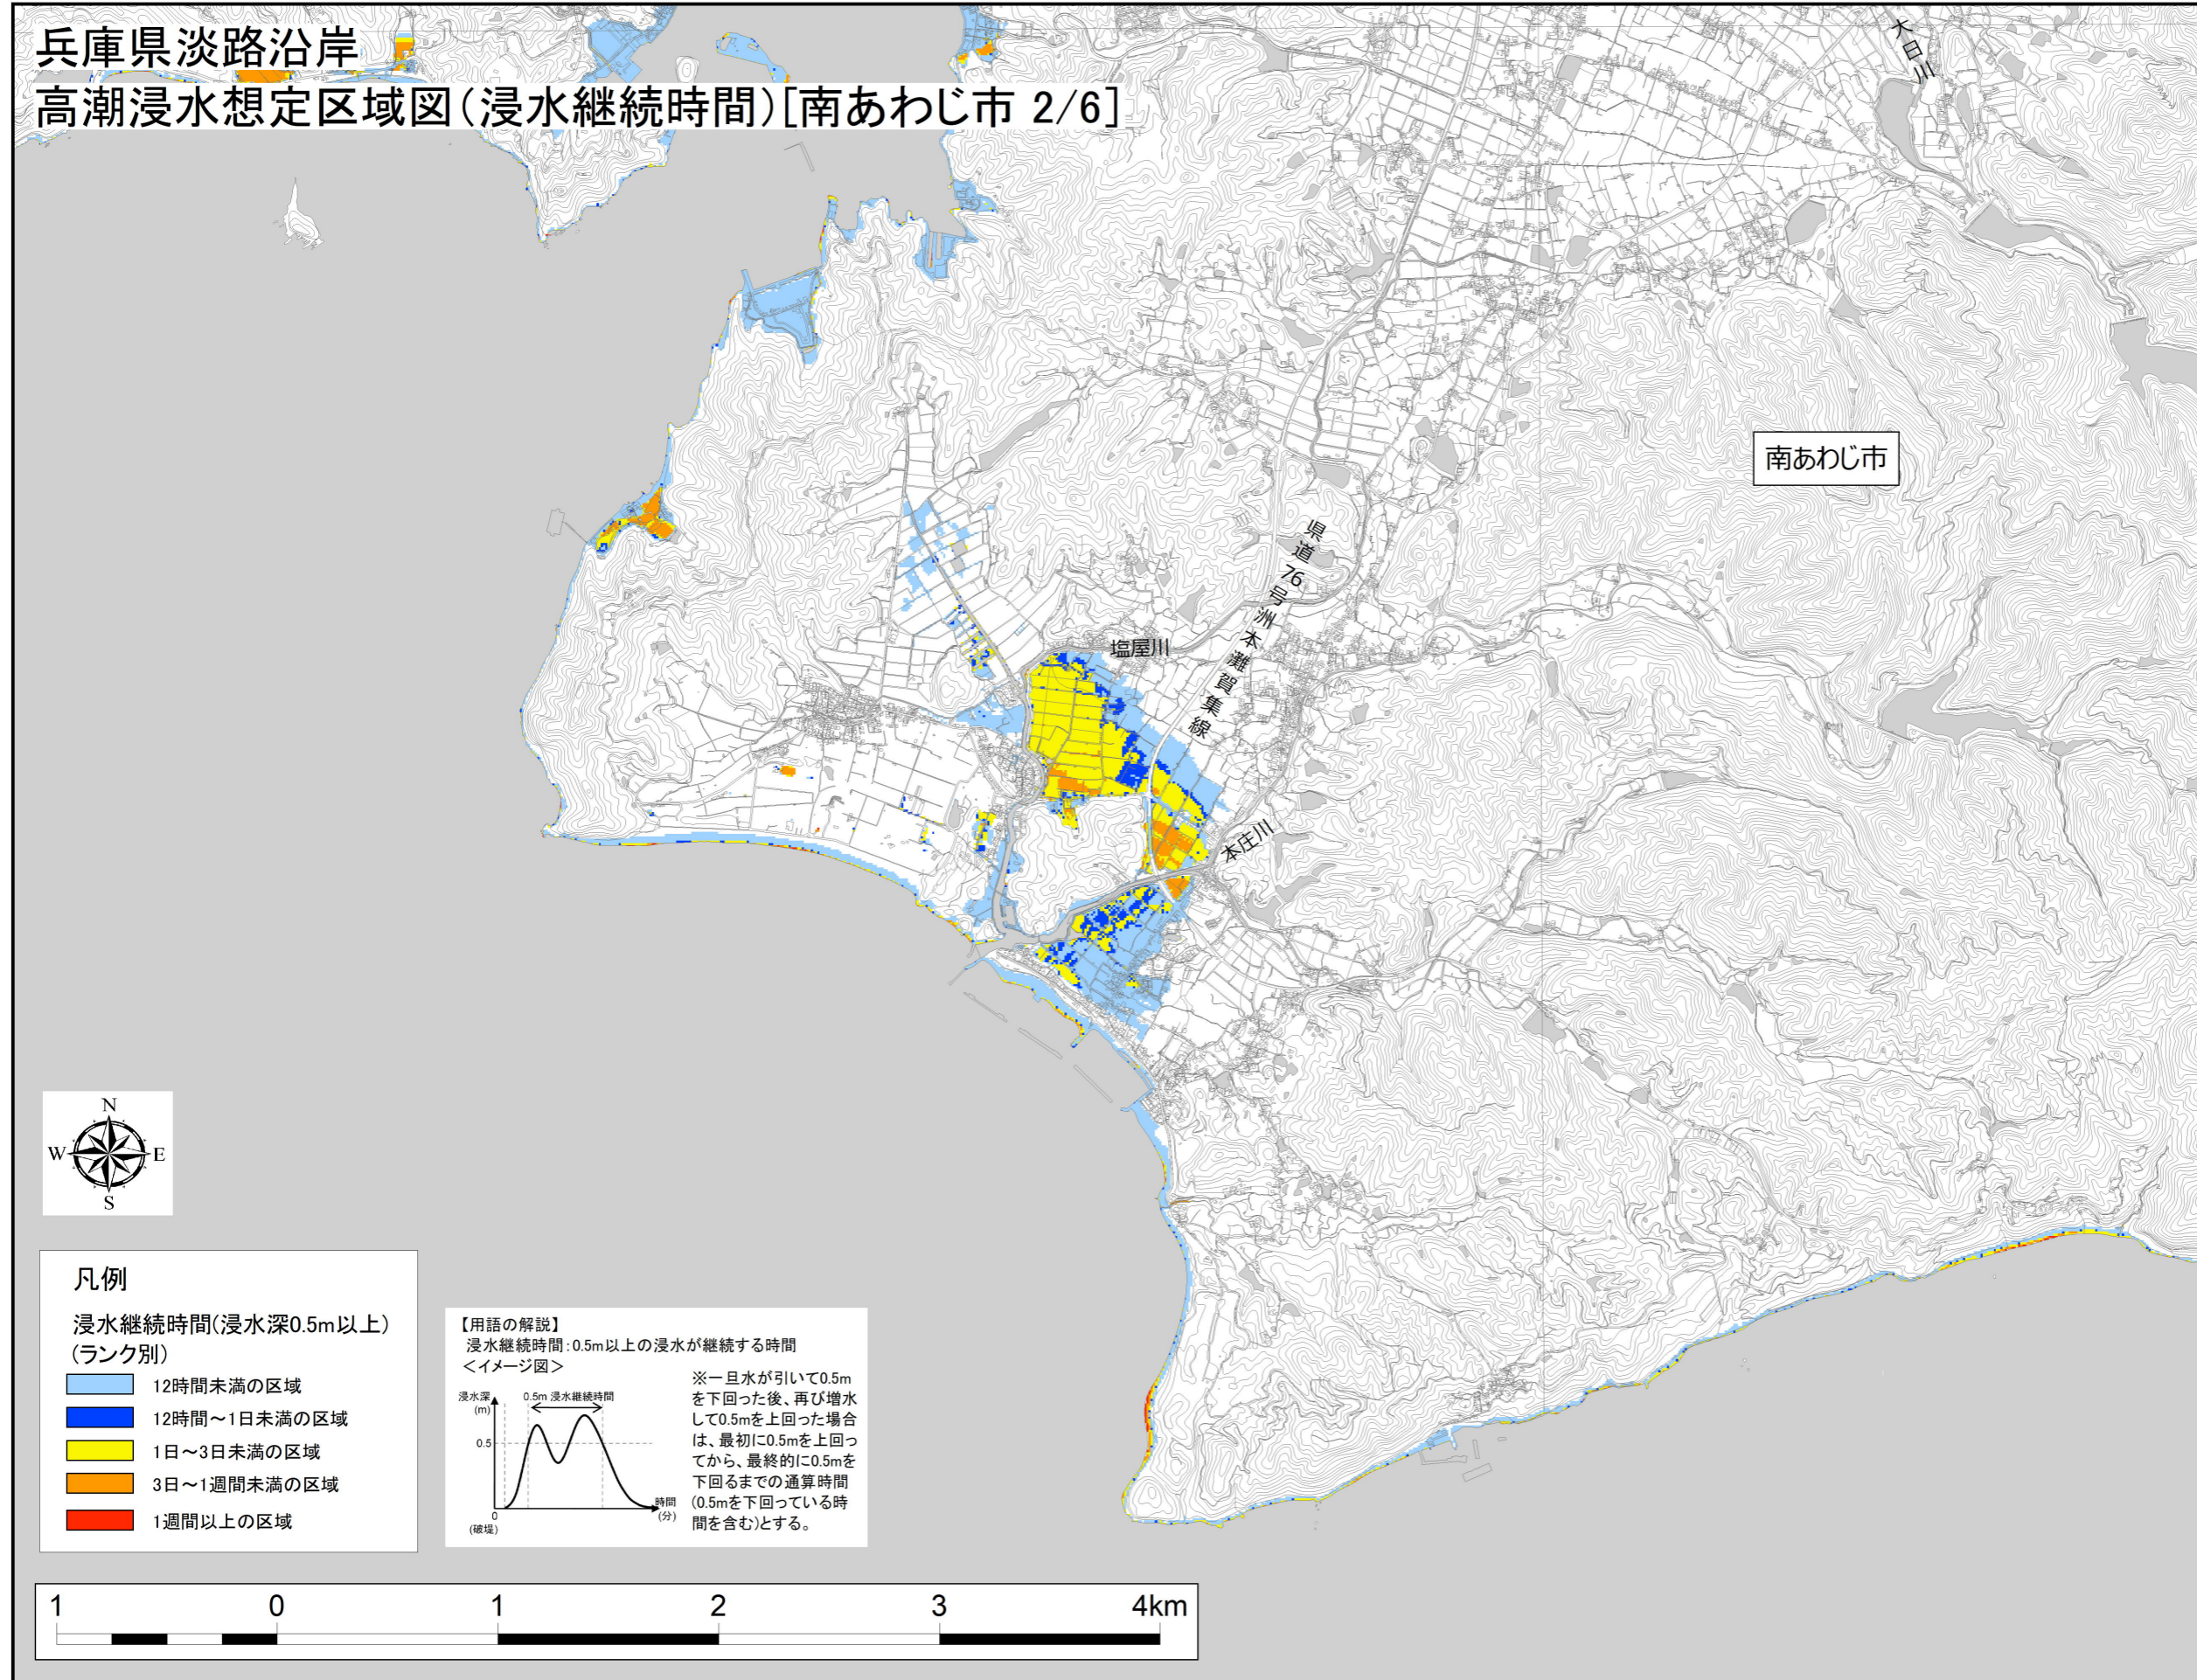 兵庫県淡路沿岸
高潮浸水想定区域図(浸水継続時間)[南あわじ市 2/6]
大日川
南あわじ市
県道76号洲本灘賀集線
塩屋川
本庄川
N
W E
S
凡例
浸水継続時間(浸水深0.5m以上)
(ランク別)
12時間未満の区域
12時間～1日未満の区域
1日～3日未満の区域
3日～1週間未満の区域
1週間以上の区域
【用語の解説】
浸水継続時間:0.5m以上の浸水が継続する時間
＜イメージ図＞
浸水深
(m)
0.5m 浸水継続時間
0.5
0
(破堤)
時間
(分)
※一旦水が引いて0.5m
を下回った後、再び増水
して0.5mを上回った場合
は、最初に0.5mを上回っ
てから、最終的に0.5mを
下回るまでの通算時間
(0.5mを下回っている時
間を含む)とする。
1 0 1 2 3 4km